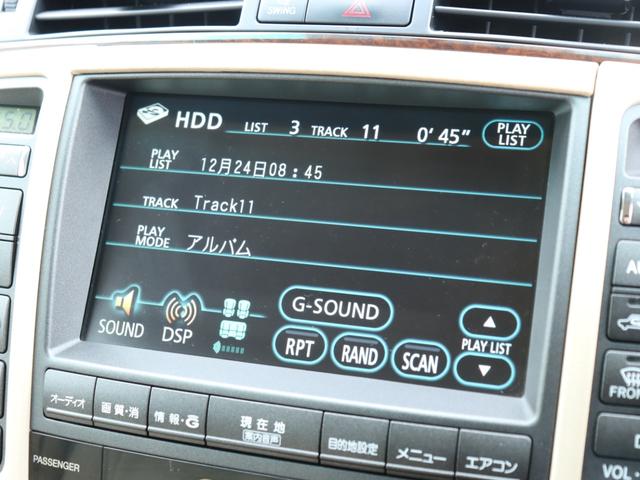 SWING
HDD LIST 3 TRACK 11 0'45" PLAY LIST
PLAY LIST 12月24日08:45
TRACK Track11
PLAY MODE アルバム
SOUND DSP G-SOUND
RPT RAND SCAN PLAY LIST
オーディオ 画質・消 情報・G 現在地 案内音声 目的地設定 メニュー エアコン
PASSENGER
VOL